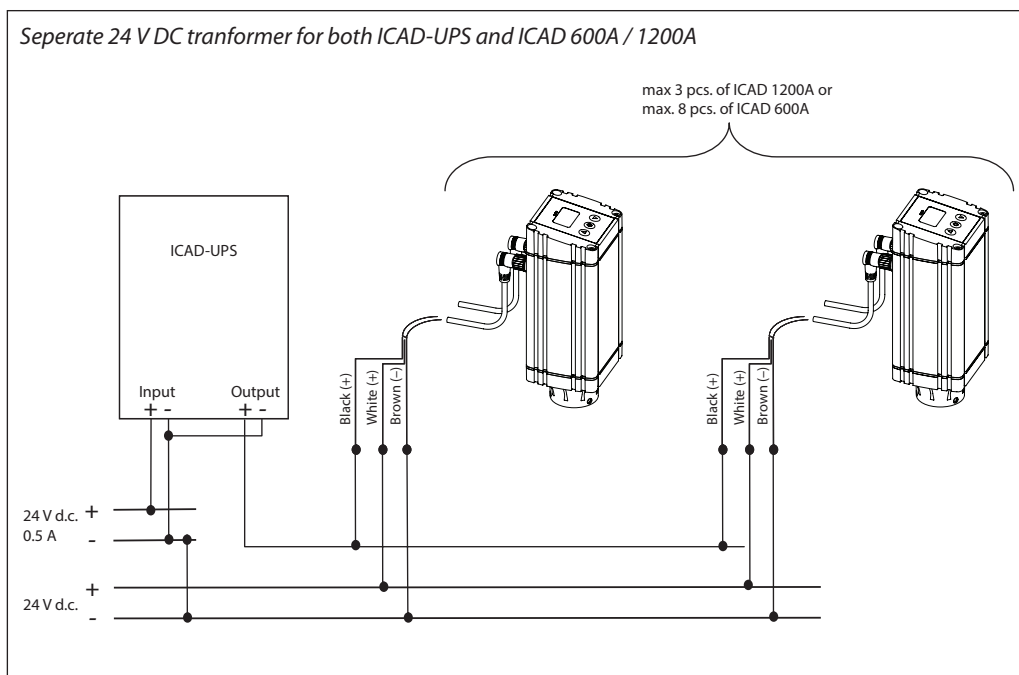 Seperate 24 V DC tranformer for both ICAD-UPS and ICAD 600A / 1200A
max 3 pcs. of ICAD 1200A or
max. 8 pcs. of ICAD 600A
ICAD-UPS
Input
Output
+ -
+ -
Black (+)
White (+)
Brown (–)
Black (+)
White (+)
Brown (–)
24 V d.c.
0.5 A
+
-
24 V d.c.
+
-